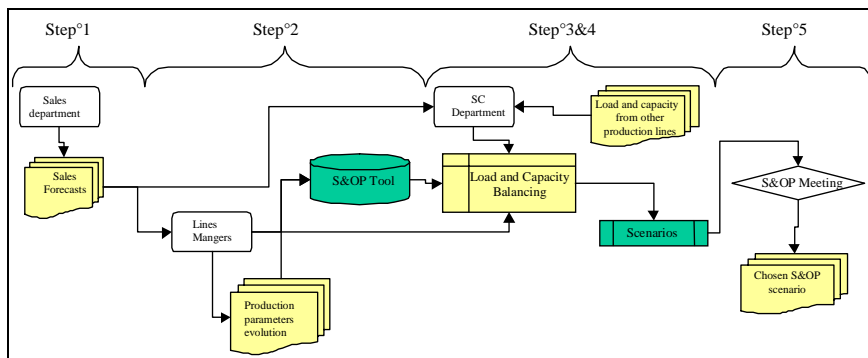 Step°1
Step°2
Step°3&4
Step°5
Sales
department
SC
Department
Load and capacity
from other
production lines
Sales
Forecasts
S&OP Tool
Load and Capacity
Balancing
S&OP Meeting
Lines
Mangers
Scenarios
Production
parameters
evolution
Chosen S&OP
scenario